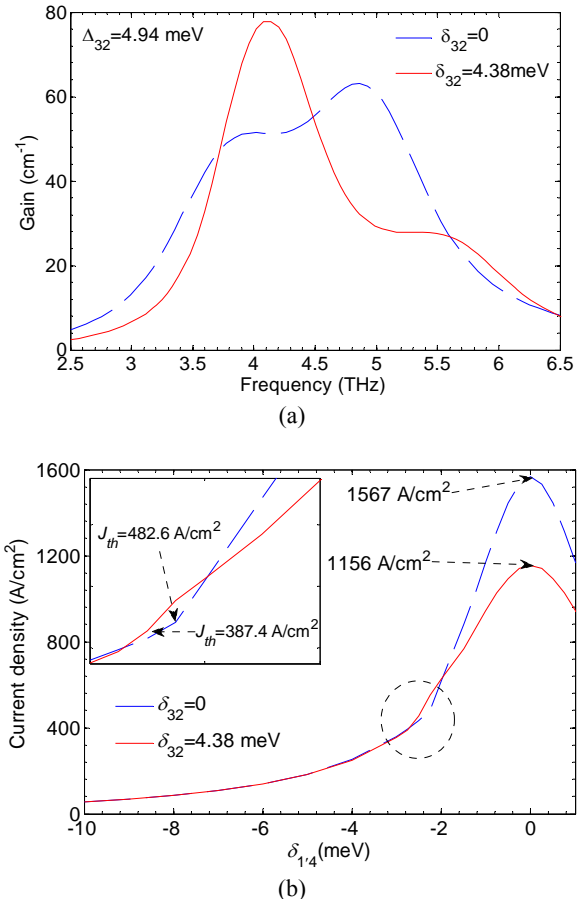 Δ32=4.94 meV
δ32=0
δ32=4.38meV
80
60
40
20
0
Gain (cm-1)
2.5 3 3.5 4 4.5 5 5.5 6 6.5
Frequency (THz)
(a)
1600
1200
800
400
0
Current density (A/cm2)
1567 A/cm2
1156 A/cm2
Jth=482.6 A/cm2
Jth=387.4 A/cm2
δ32=0
δ32=4.38 meV
-10 -8 -6 -4 -2 0
δ1'4(meV)
(b)